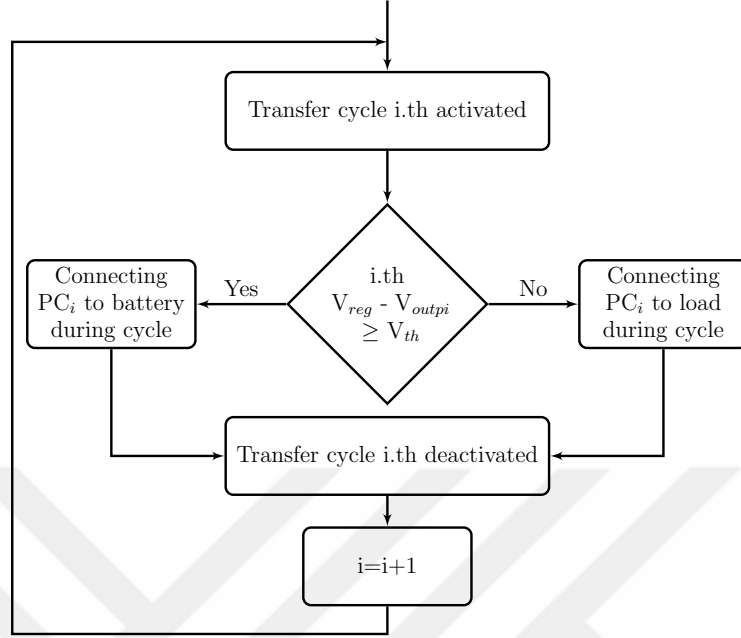 Transfer cycle i.th activated
i.th
V_reg - V_outpi
≥ V_th
Yes
No
Connecting
PC_i to battery
during cycle
Connecting
PC_i to load
during cycle
Transfer cycle i.th deactivated
i=i+1